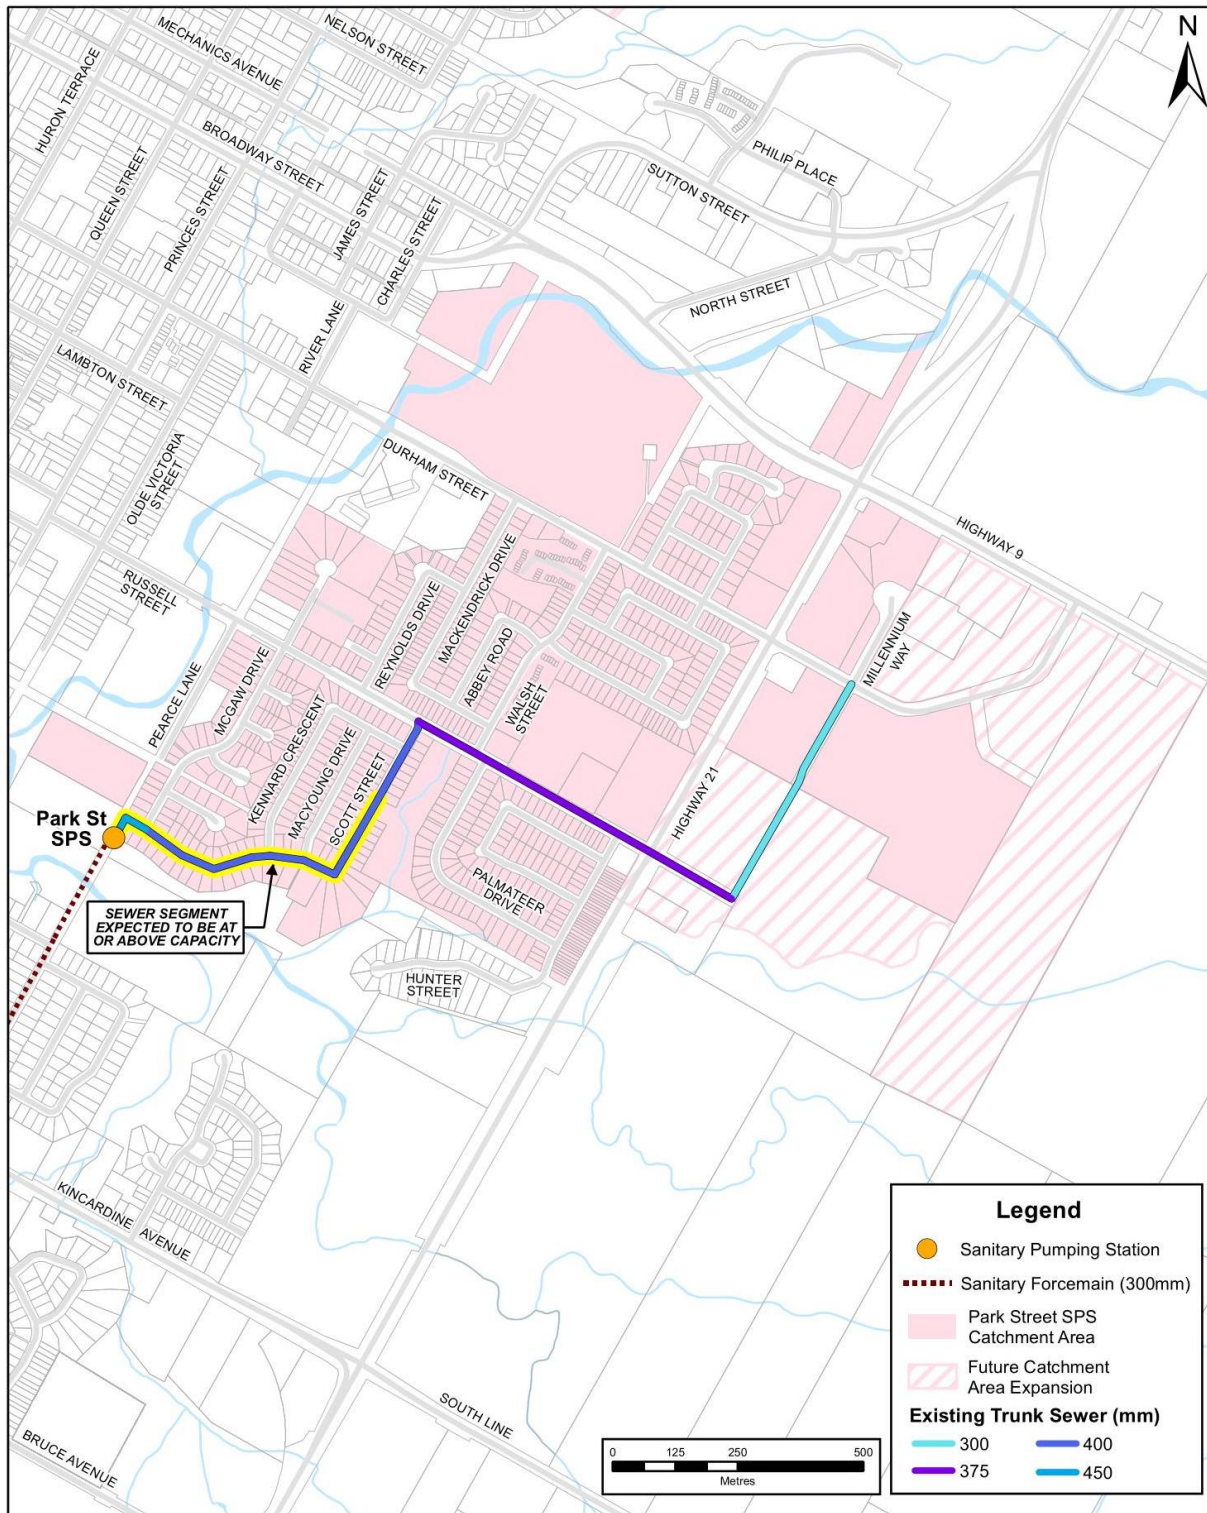 N
NELSON STREET
MECHANICS AVENUE
HURON TERRACE
BROADWAY STREET
QUEEN STREET
PRINCES STREET
JAMES STREET
CHARLES STREET
PHILIP PLACE
SUTTON STREET
NORTH STREET
RIVER LANE
LAMBTON STREET
OLDE VICTORIA
STREET
DURHAM STREET
HIGHWAY 9
RUSSELL
STREET
REYNOLDS DRIVE
MACKENDRICK DRIVE
ABBEY ROAD
WALSH
STREET
MILLENNIUM
WAY
PEARCE LANE
MCGAW DRIVE
KENNARD CRESCENT
MACYOUNG DRIVE
SCOTT STREET
HIGHWAY 21
Park St
SPS
PALMATEER
DRIVE
SEWER SEGMENT
EXPECTED TO BE AT
OR ABOVE CAPACITY
HUNTER
STREET
KINCARDINE AVENUE
SOUTH LINE
BRUCE AVENUE
0 125 250 500
Metres
Legend
Sanitary Pumping Station
Sanitary Forcemain (300mm)
Park Street SPS
Catchment Area
Future Catchment
Area Expansion
Existing Trunk Sewer (mm)
300 400
375 450